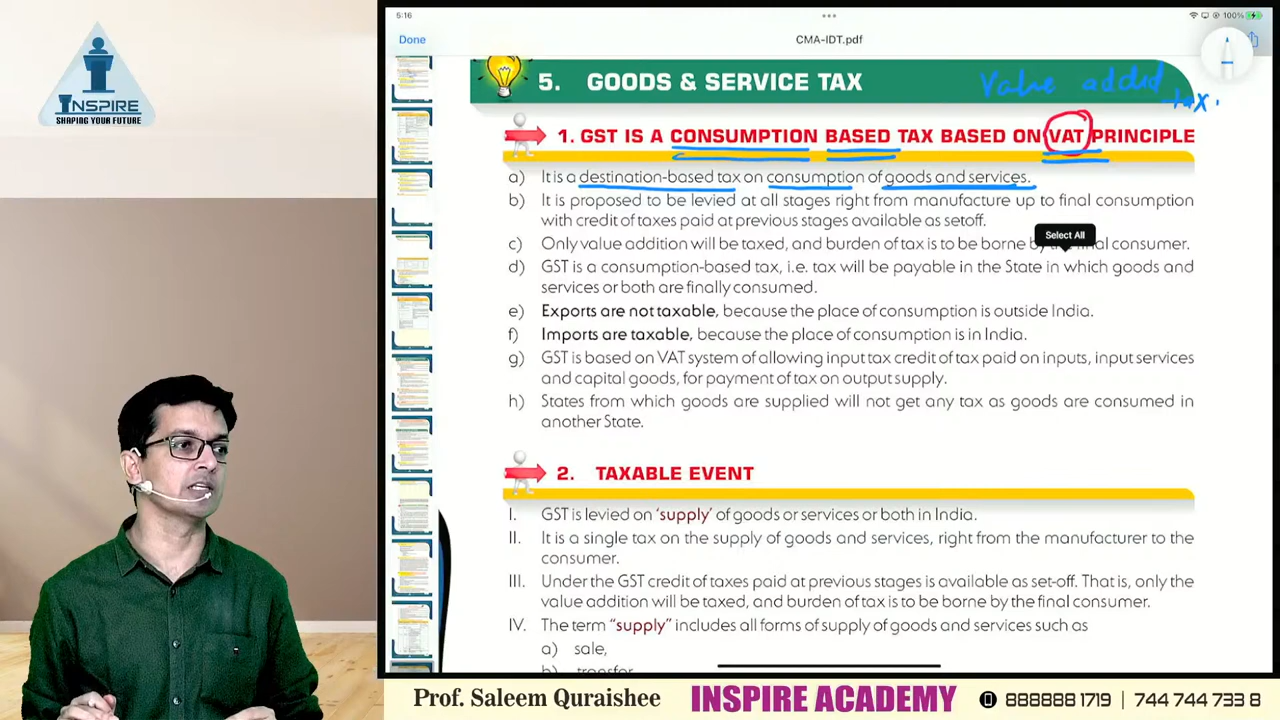 5:16
100%
Done
CMA-IDT.pdf
INSPIRE
SHAPING YOUR FUTURE
5. GOODS & SERVICE TAX
Value added
tax.
1. GST IS A CONSUMPTION BASED TAX BASED ON (VAT) PRINCIPLE
a) It is destination based tax on consumption of goods and services.
b) It is proposed to be levied at all stages right from manufacture up to final consumption
with credit of taxes paid at previous stages available as setoff.
Only value addition will be taxed, and burden of tax is to be borne by the final consumer.
Select All
d) GST is a consumption-based tax i.e. tax to be payable in the state in which goods and
services or both are finally consumed.
e) Exports are not taxable, because the place of consumption is outside India.
f) Imports are taxable because the place of consumption is in India.
g) GST is based on VAT system of allowing input tax credit of tax paid on inputs, input services
and capital goods, for payment of tax on output supply.
State from which goods are supplied will not get any tax as goods are consumed in
another state.
2. TAXABLE EVENT
GST is levied on 'supply' of goods or services or both in India.
II. It is single tax on the supply of goods and services, right from the manufacturer to the
consumer.
III. Under the GST credit of taxes paid at previous stages is available as set-off. Thus, only the
value addition will be taxed and burden of tax is to be borne by the final consumer.
V. The term "supply" includes all forms of supply of goods and services such as
a) sale,
b) transfer
Prof. Saleem Quraishee INSPIRE ACADEMY 888888 1719 | 744 744 733 8